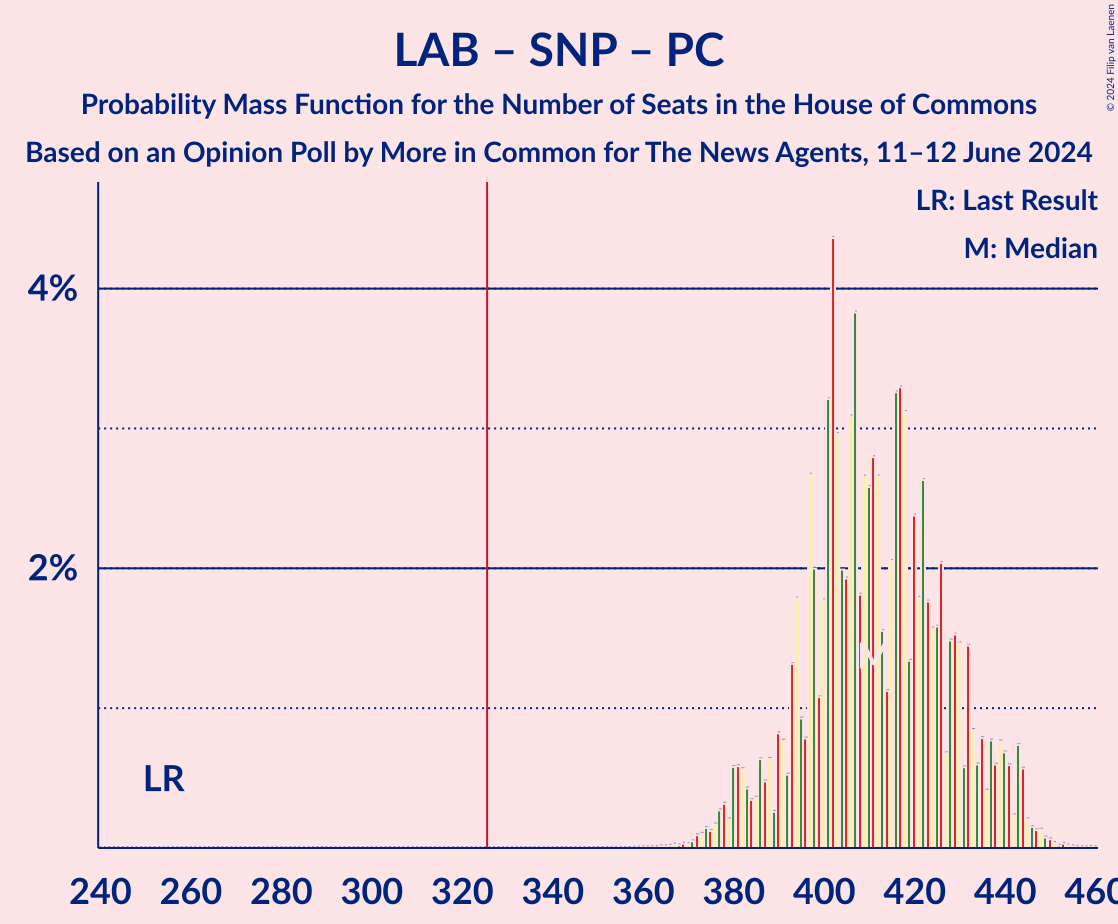 LAB – SNP – PC
Probability Mass Function for the Number of Seats in the House of Commons
Based on an Opinion Poll by More in Common for The News Agents, 11–12 June 2024
© 2024 Filip van Laenen
LR: Last Result
M: Median
4%
2%
M
LR
240 260 280 300 320 340 360 380 400 420 440 460